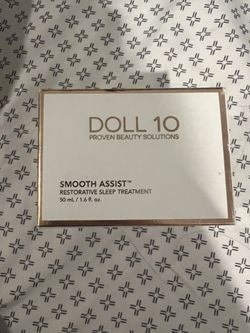 DOLL 10
PROVEN BEAUTY SOLUTIONS
SMOOTH ASSIST™
RESTORATIVE SLEEP TREATMENT
50 mL / 1.6 fl. oz.